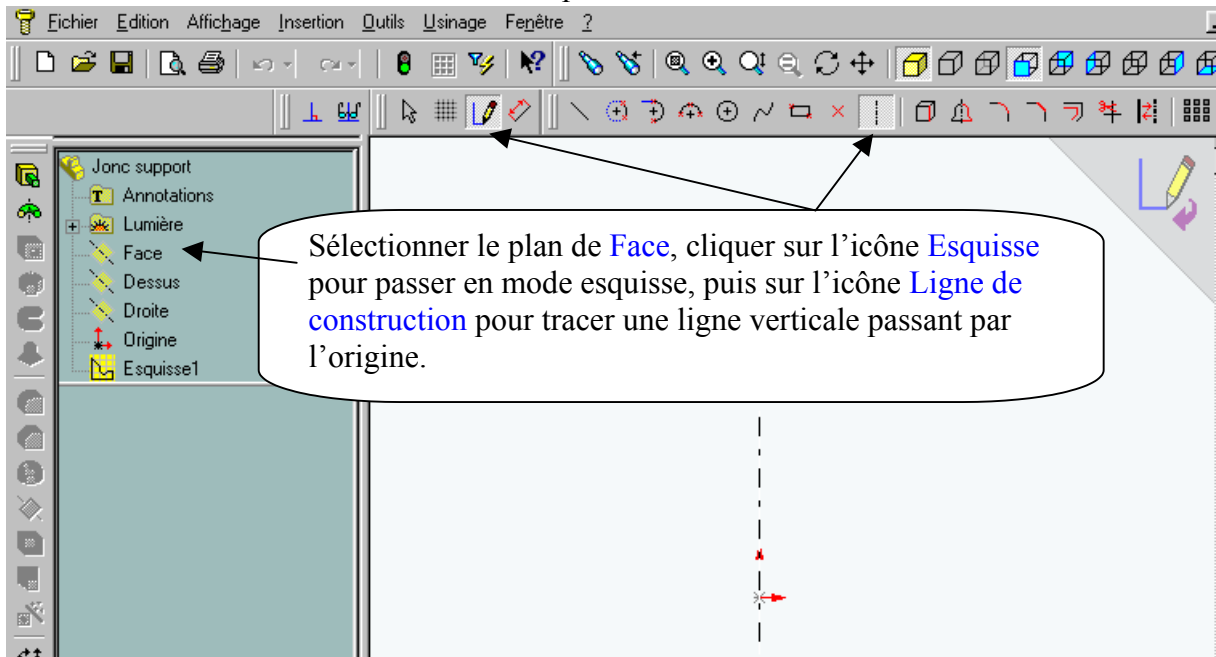 Fichier Edition Affichage Insertion Outils Usinage Fenêtre ?
Jonc support
Annotations
Lumière
Face
Dessus
Droite
Origine
Esquisse1
Sélectionner le plan de Face, cliquer sur l’icône Esquisse
pour passer en mode esquisse, puis sur l’icône Ligne de
construction pour tracer une ligne verticale passant par
l’origine.